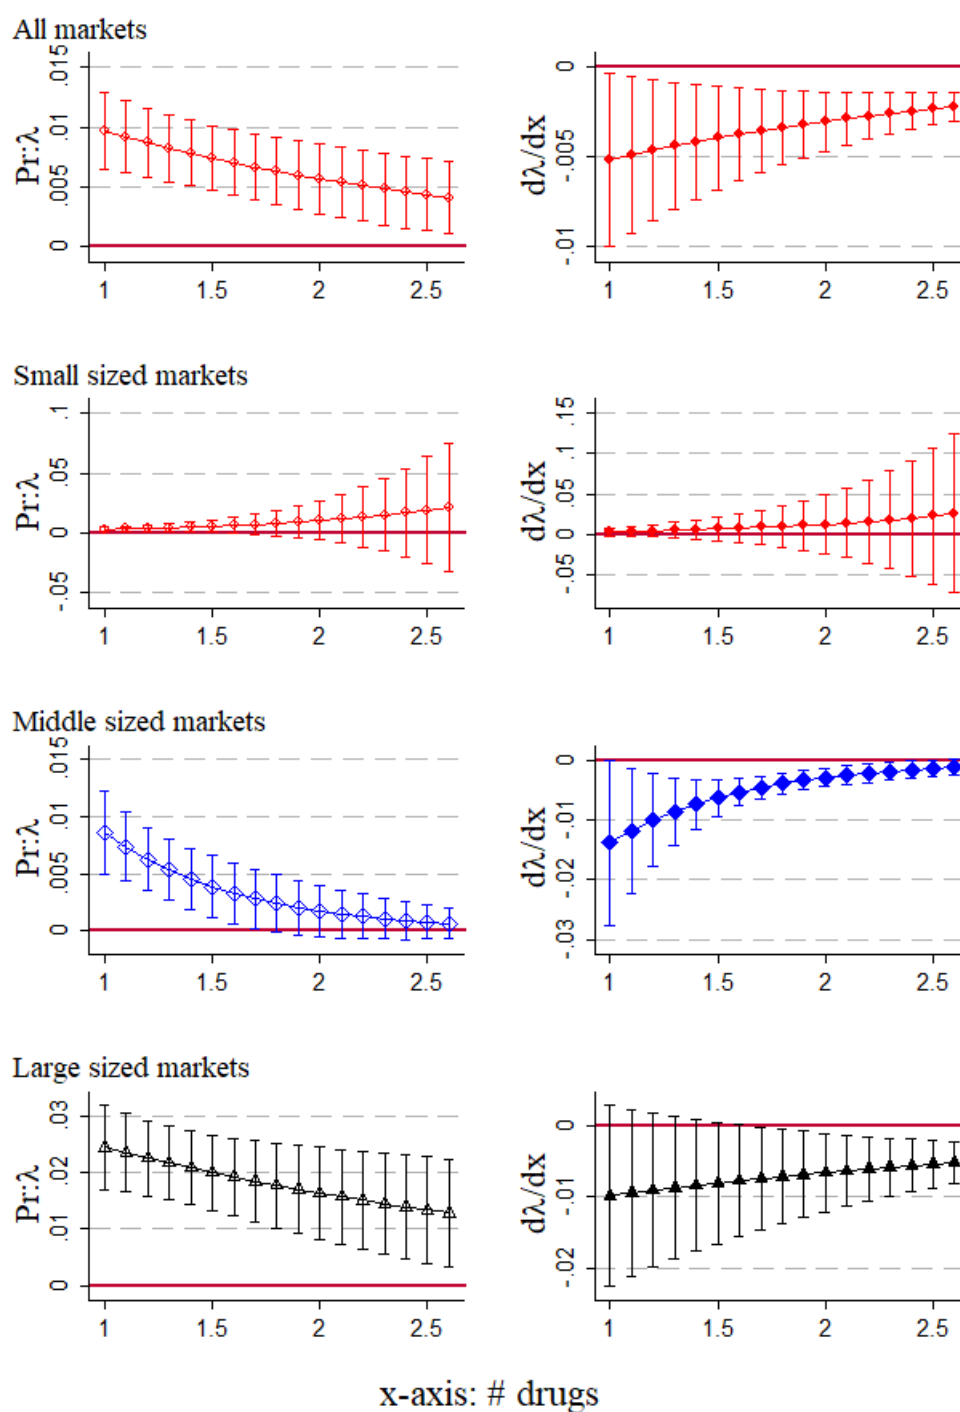 All markets
Pr:λ
.015
.01
.005
0
1 1.5 2 2.5
dλ/dx
0
-.005
-.01
1 1.5 2 2.5
Small sized markets
Pr:λ
.1
.05
0
-.05
1 1.5 2 2.5
dλ/dx
.15
.1
.05
0
-.05
1 1.5 2 2.5
Middle sized markets
Pr:λ
.015
.01
.005
0
1 1.5 2 2.5
dλ/dx
0
-.01
-.02
-.03
1 1.5 2 2.5
Large sized markets
Pr:λ
.03
.02
.01
0
1 1.5 2 2.5
dλ/dx
0
-.01
-.02
1 1.5 2 2.5
x-axis: # drugs